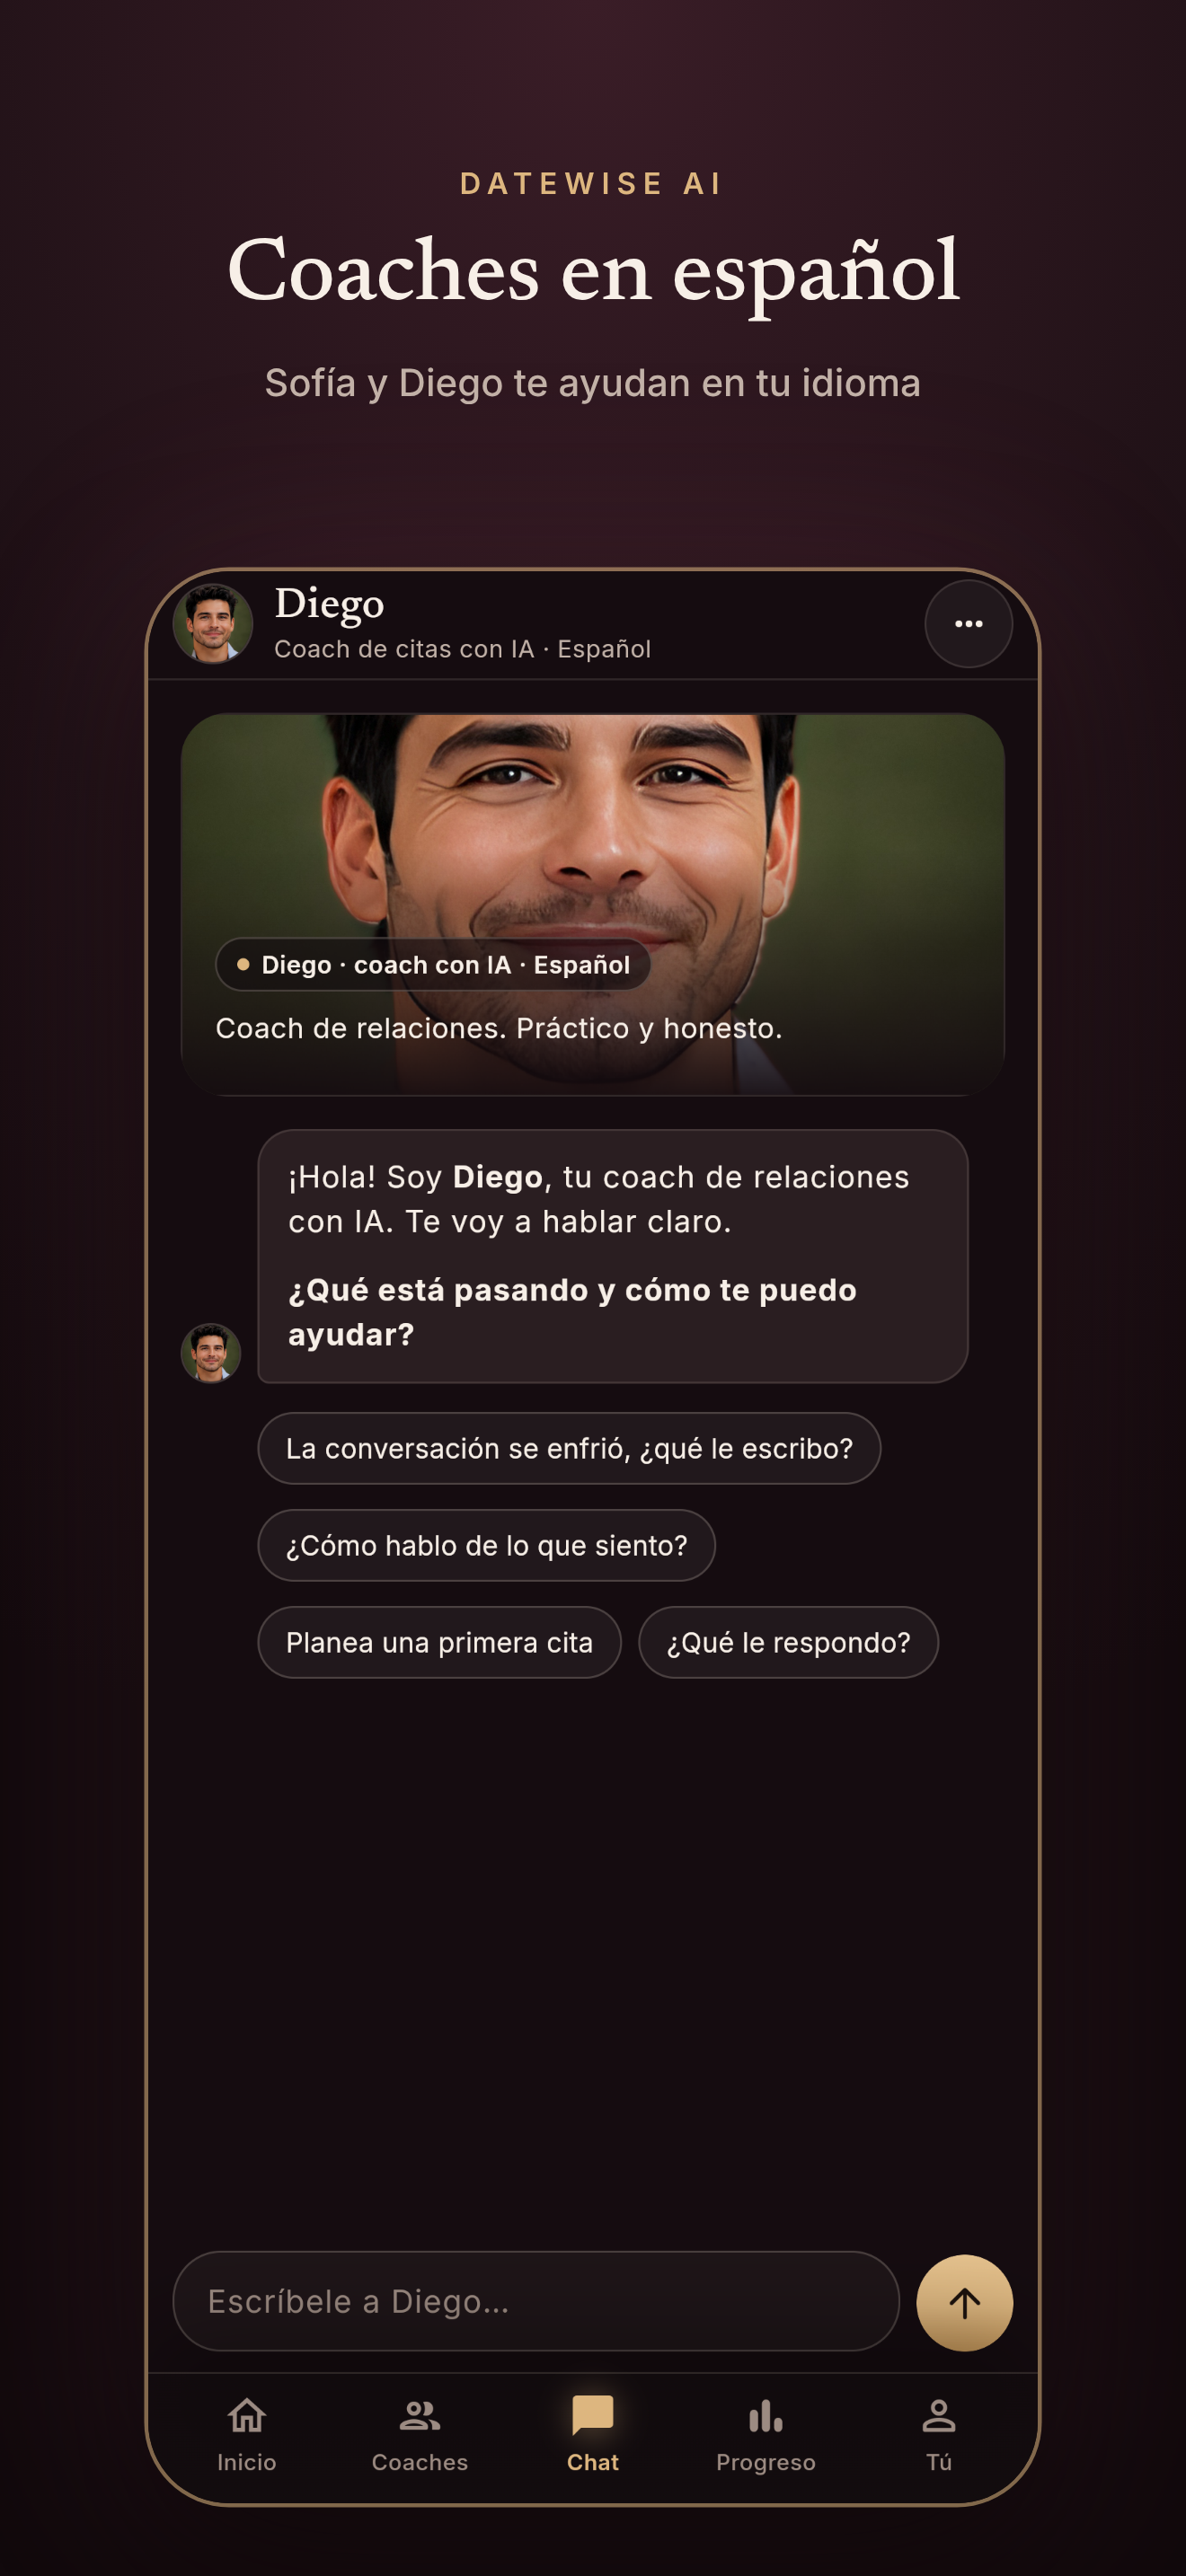 DATEWISE AI
Coaches en español
Sofía y Diego te ayudan en tu idioma
Diego
Coach de citas con IA · Español
Diego · coach con IA · Español
Coach de relaciones. Práctico y honesto.
¡Hola! Soy Diego, tu coach de relaciones
con IA. Te voy a hablar claro.
¿Qué está pasando y cómo te puedo
ayudar?
La conversación se enfrió, ¿qué le escribo?
¿Cómo hablo de lo que siento?
Planea una primera cita
¿Qué le respondo?
Escríbele a Diego...
Inicio
Coaches
Chat
Progreso
Tú